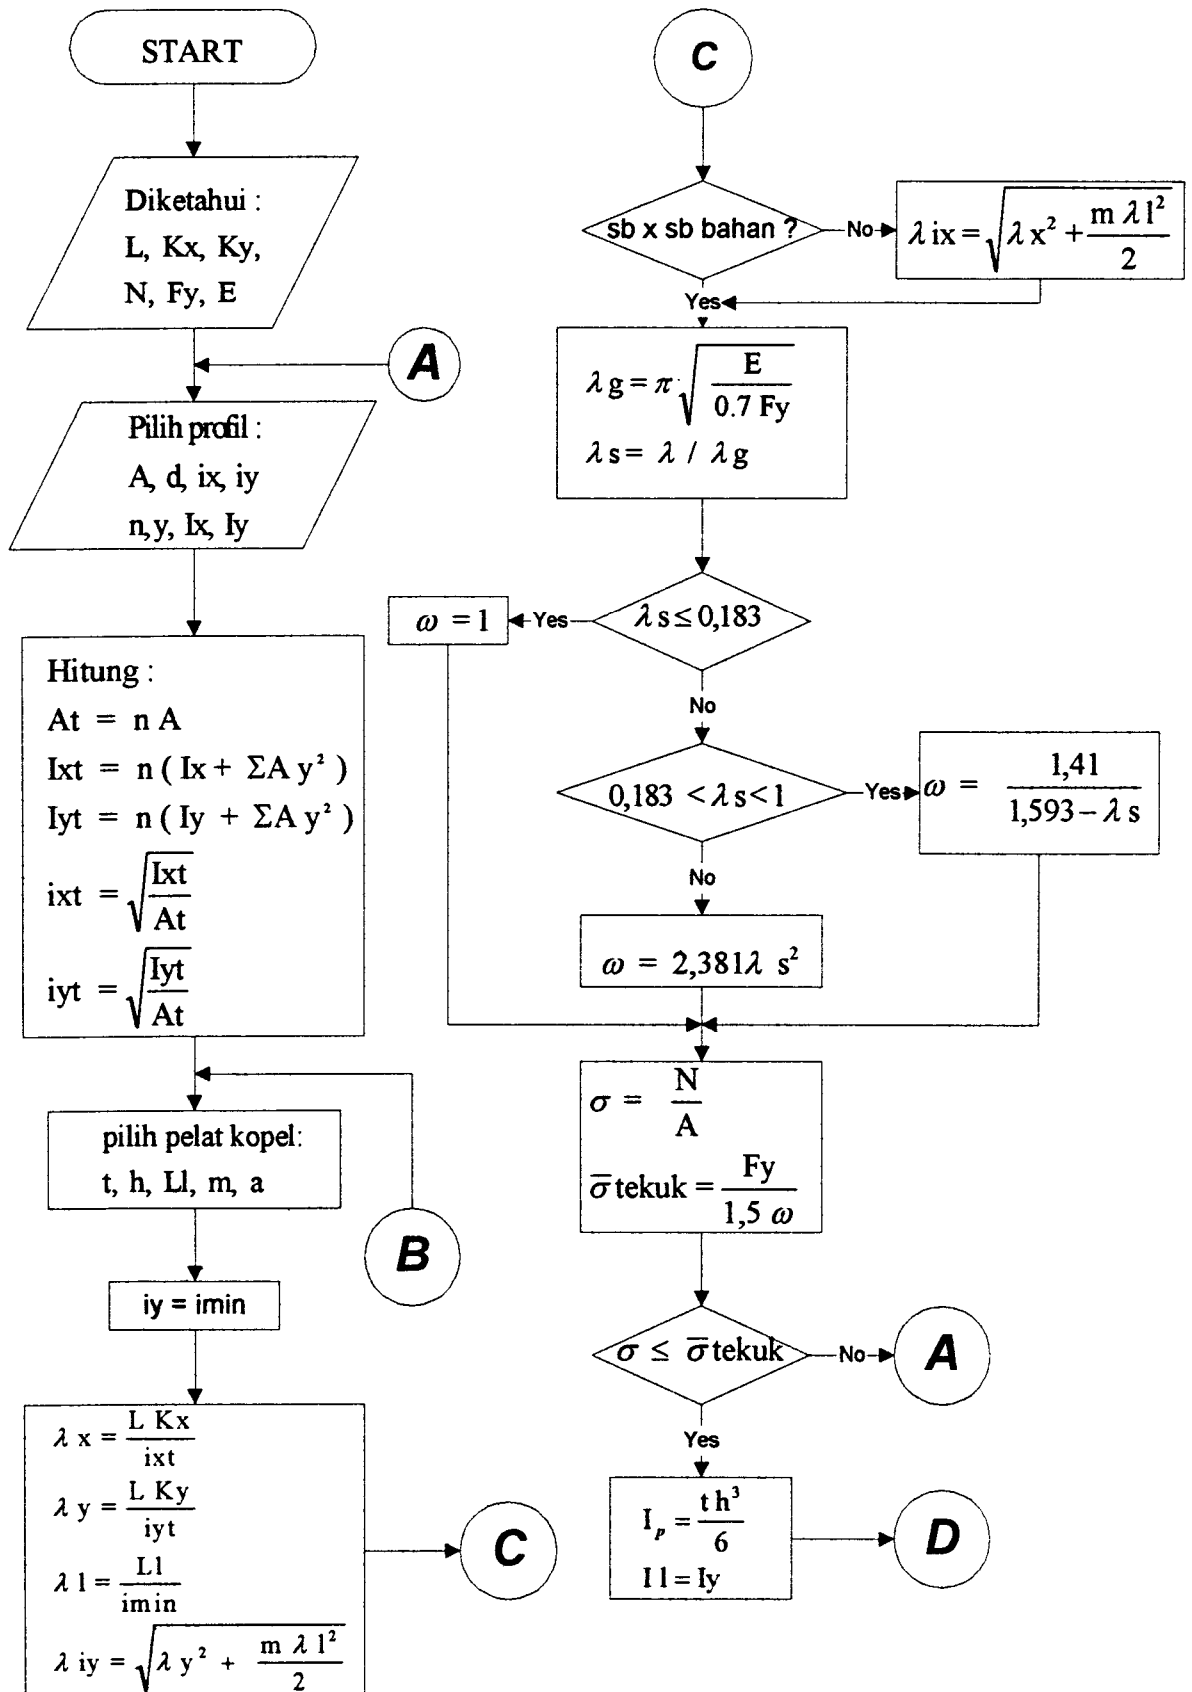 START
Diketahui :
L, Kx, Ky,
N, Fy, E
A
Pilih profil :
A, d, ix, iy
n, y, Ix, Iy
Hitung :
At = n A
Ixt = n ( Ix + ΣA y² )
Iyt = n ( Iy + ΣA y² )
ixt = √(Ixt / At)
iyt = √(Iyt / At)
pilih pelat kopel:
t, h, Ll, m, a
B
iy = imin
λ x = L Kx / ixt
λ y = L Ky / iyt
λ l = Ll / imin
λ iy = √(λ y² + m λ l² / 2)
C
C
sb x sb bahan ?
No
λ ix = √(λ x² + m λ l² / 2)
Yes
λ g = π √(E / 0.7 Fy)
λ s = λ / λ g
λ s ≤ 0,183
Yes
ω = 1
No
0,183 < λ s < 1
Yes
ω = 1,41 / 1,593 – λ s
No
ω = 2,381λ s²
σ = N / A
σ̅ tekuk = Fy / 1,5 ω
σ ≤ σ̅ tekuk
No
A
Yes
I_p = t h³ / 6
I l = Iy
D